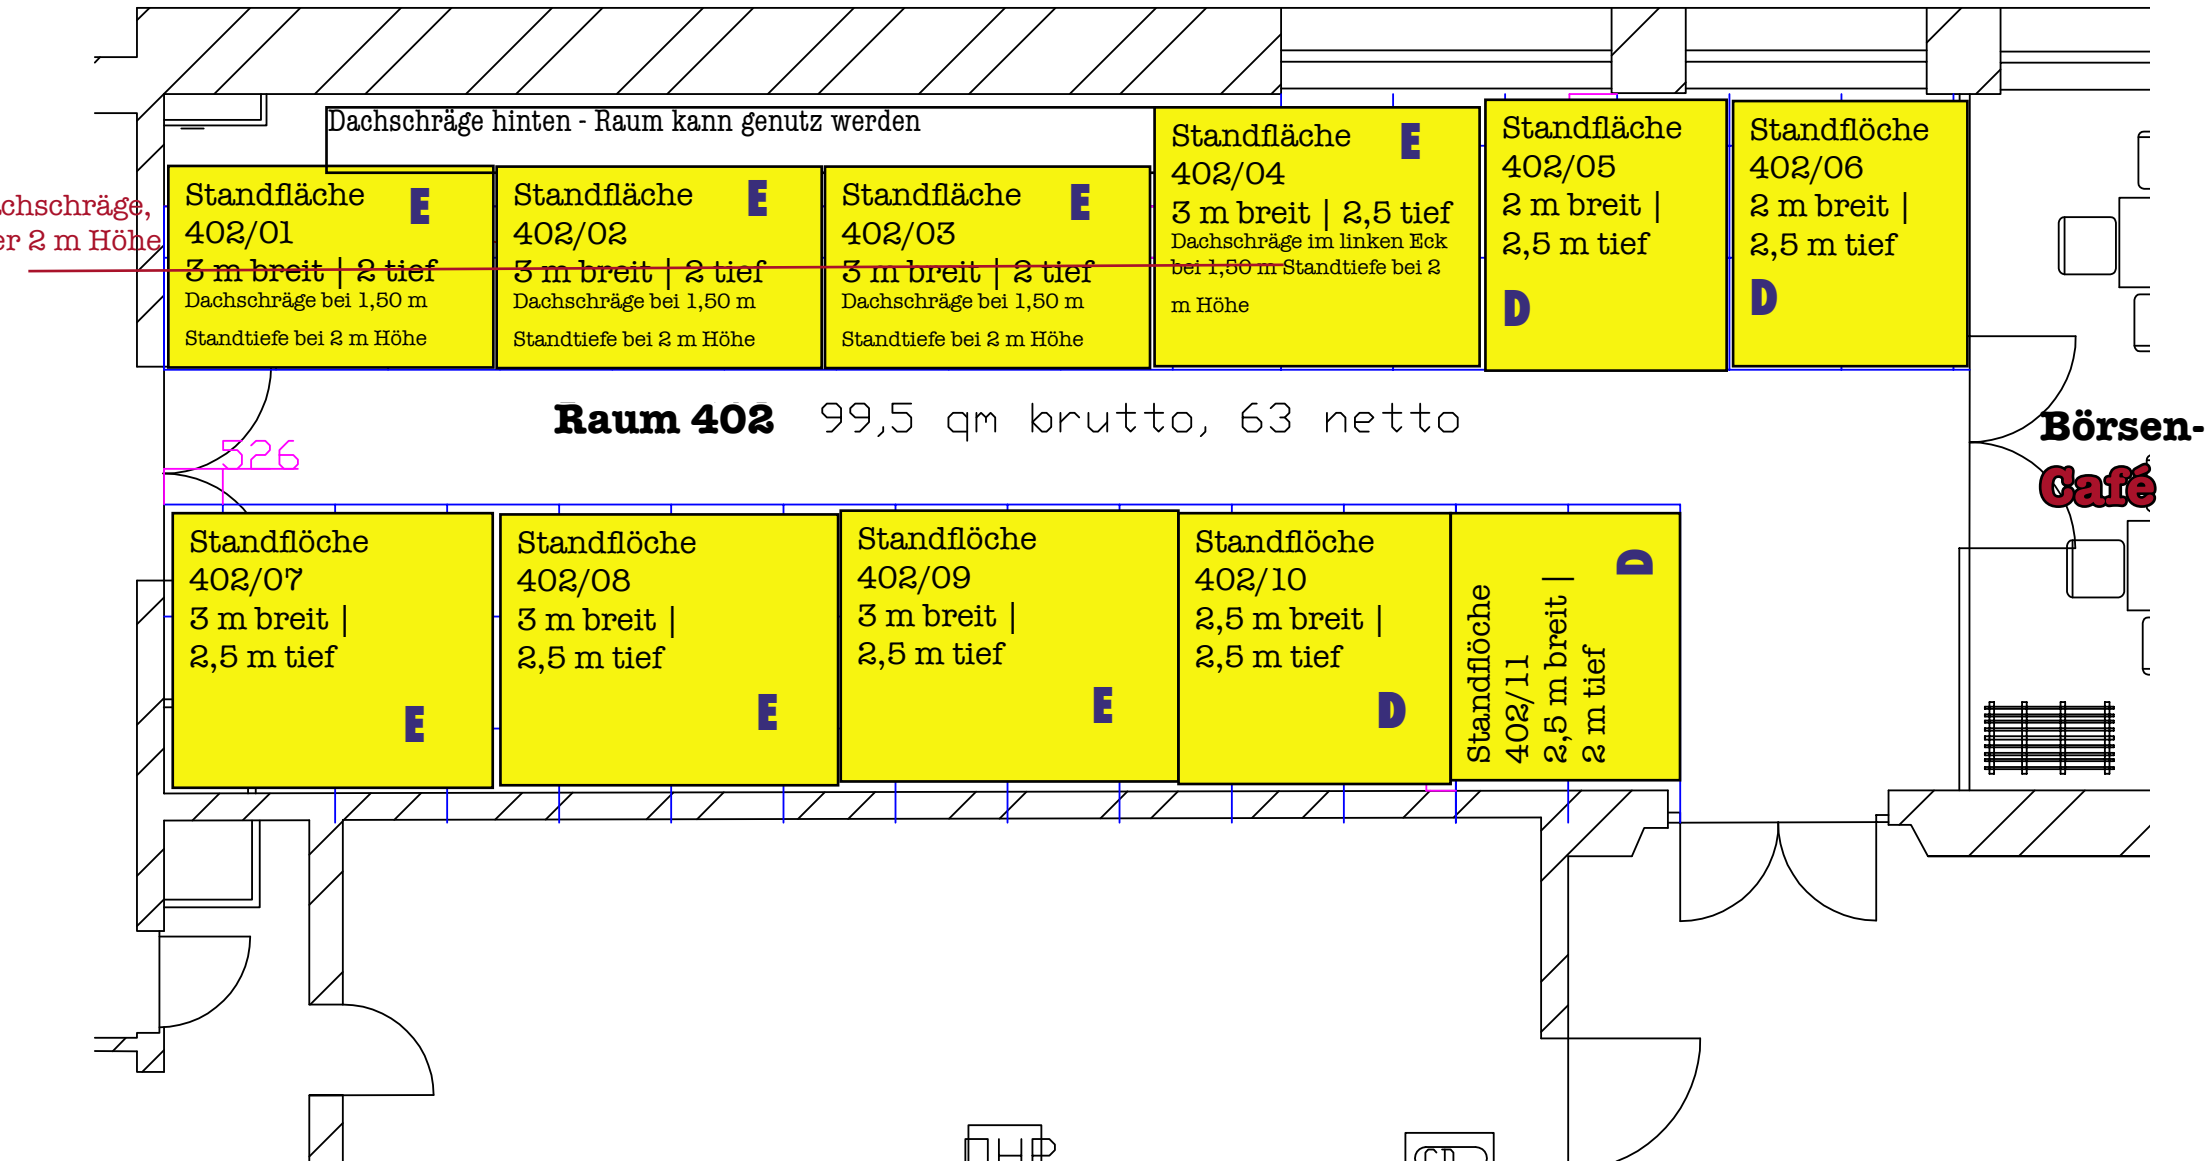 Dachschräge hinten - Raum kann genutz werden
chschräge,
er 2 m Höhe
Standfläche
402/01
3 m breit | 2 tief
Dachschräge bei 1,50 m
Standtiefe bei 2 m Höhe
E
Standfläche
402/02
3 m breit | 2 tief
Dachschräge bei 1,50 m
Standtiefe bei 2 m Höhe
E
Standfläche
402/03
3 m breit | 2 tief
Dachschräge bei 1,50 m
Standtiefe bei 2 m Höhe
E
Standfläche
402/04
3 m breit | 2,5 tief
Dachschräge im linken Eck
bei 1,50 m Standtiefe bei 2
m Höhe
E
Standfläche
402/05
2 m breit |
2,5 m tief
D
Standflöche
402/06
2 m breit |
2,5 m tief
D
Raum 402 99,5 qm brutto, 63 netto
526
Börsen-
Café
Standflöche
402/07
3 m breit |
2,5 m tief
E
Standflöche
402/08
3 m breit |
2,5 m tief
E
Standflöche
402/09
3 m breit |
2,5 m tief
E
Standflöche
402/10
2,5 m breit |
2,5 m tief
D
Standflöche
402/11
2,5 m breit |
2 m tief
D